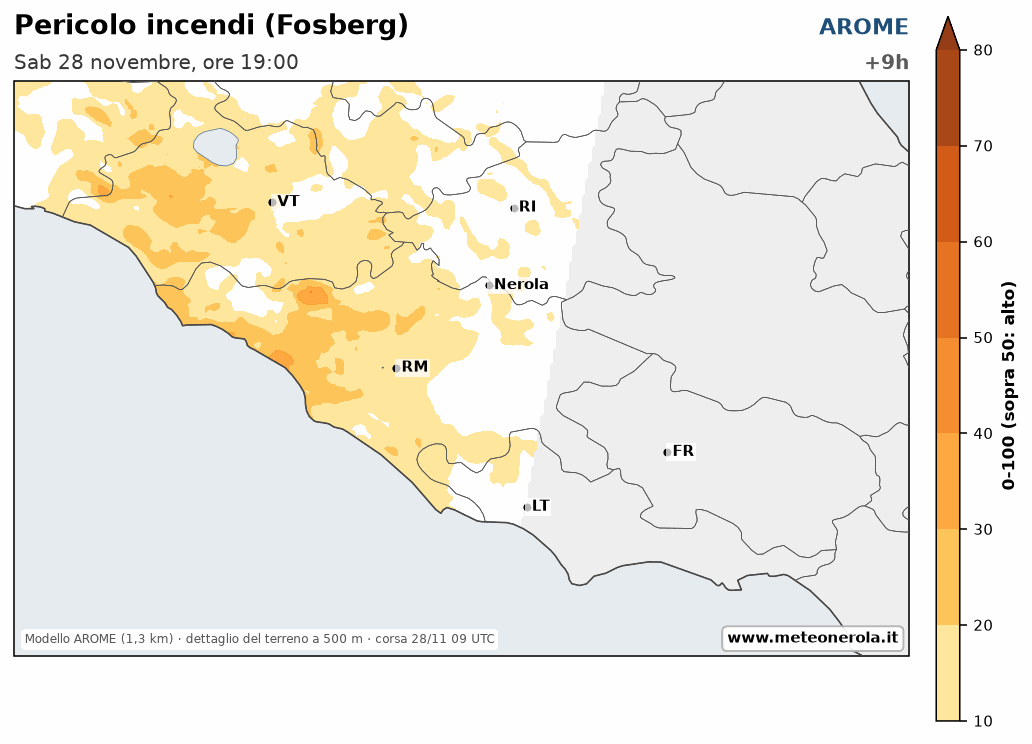 Pericolo incendi (Fosberg)
AROME
Sab 28 novembre, ore 19:00
+9h
VT
RI
Nerola
RM
FR
LT
Modello AROME (1,3 km) · dettaglio del terreno a 500 m · corsa 28/11 09 UTC
www.meteonerola.it
80
70
60
50
40
30
20
10
0-100 (sopra 50: alto)